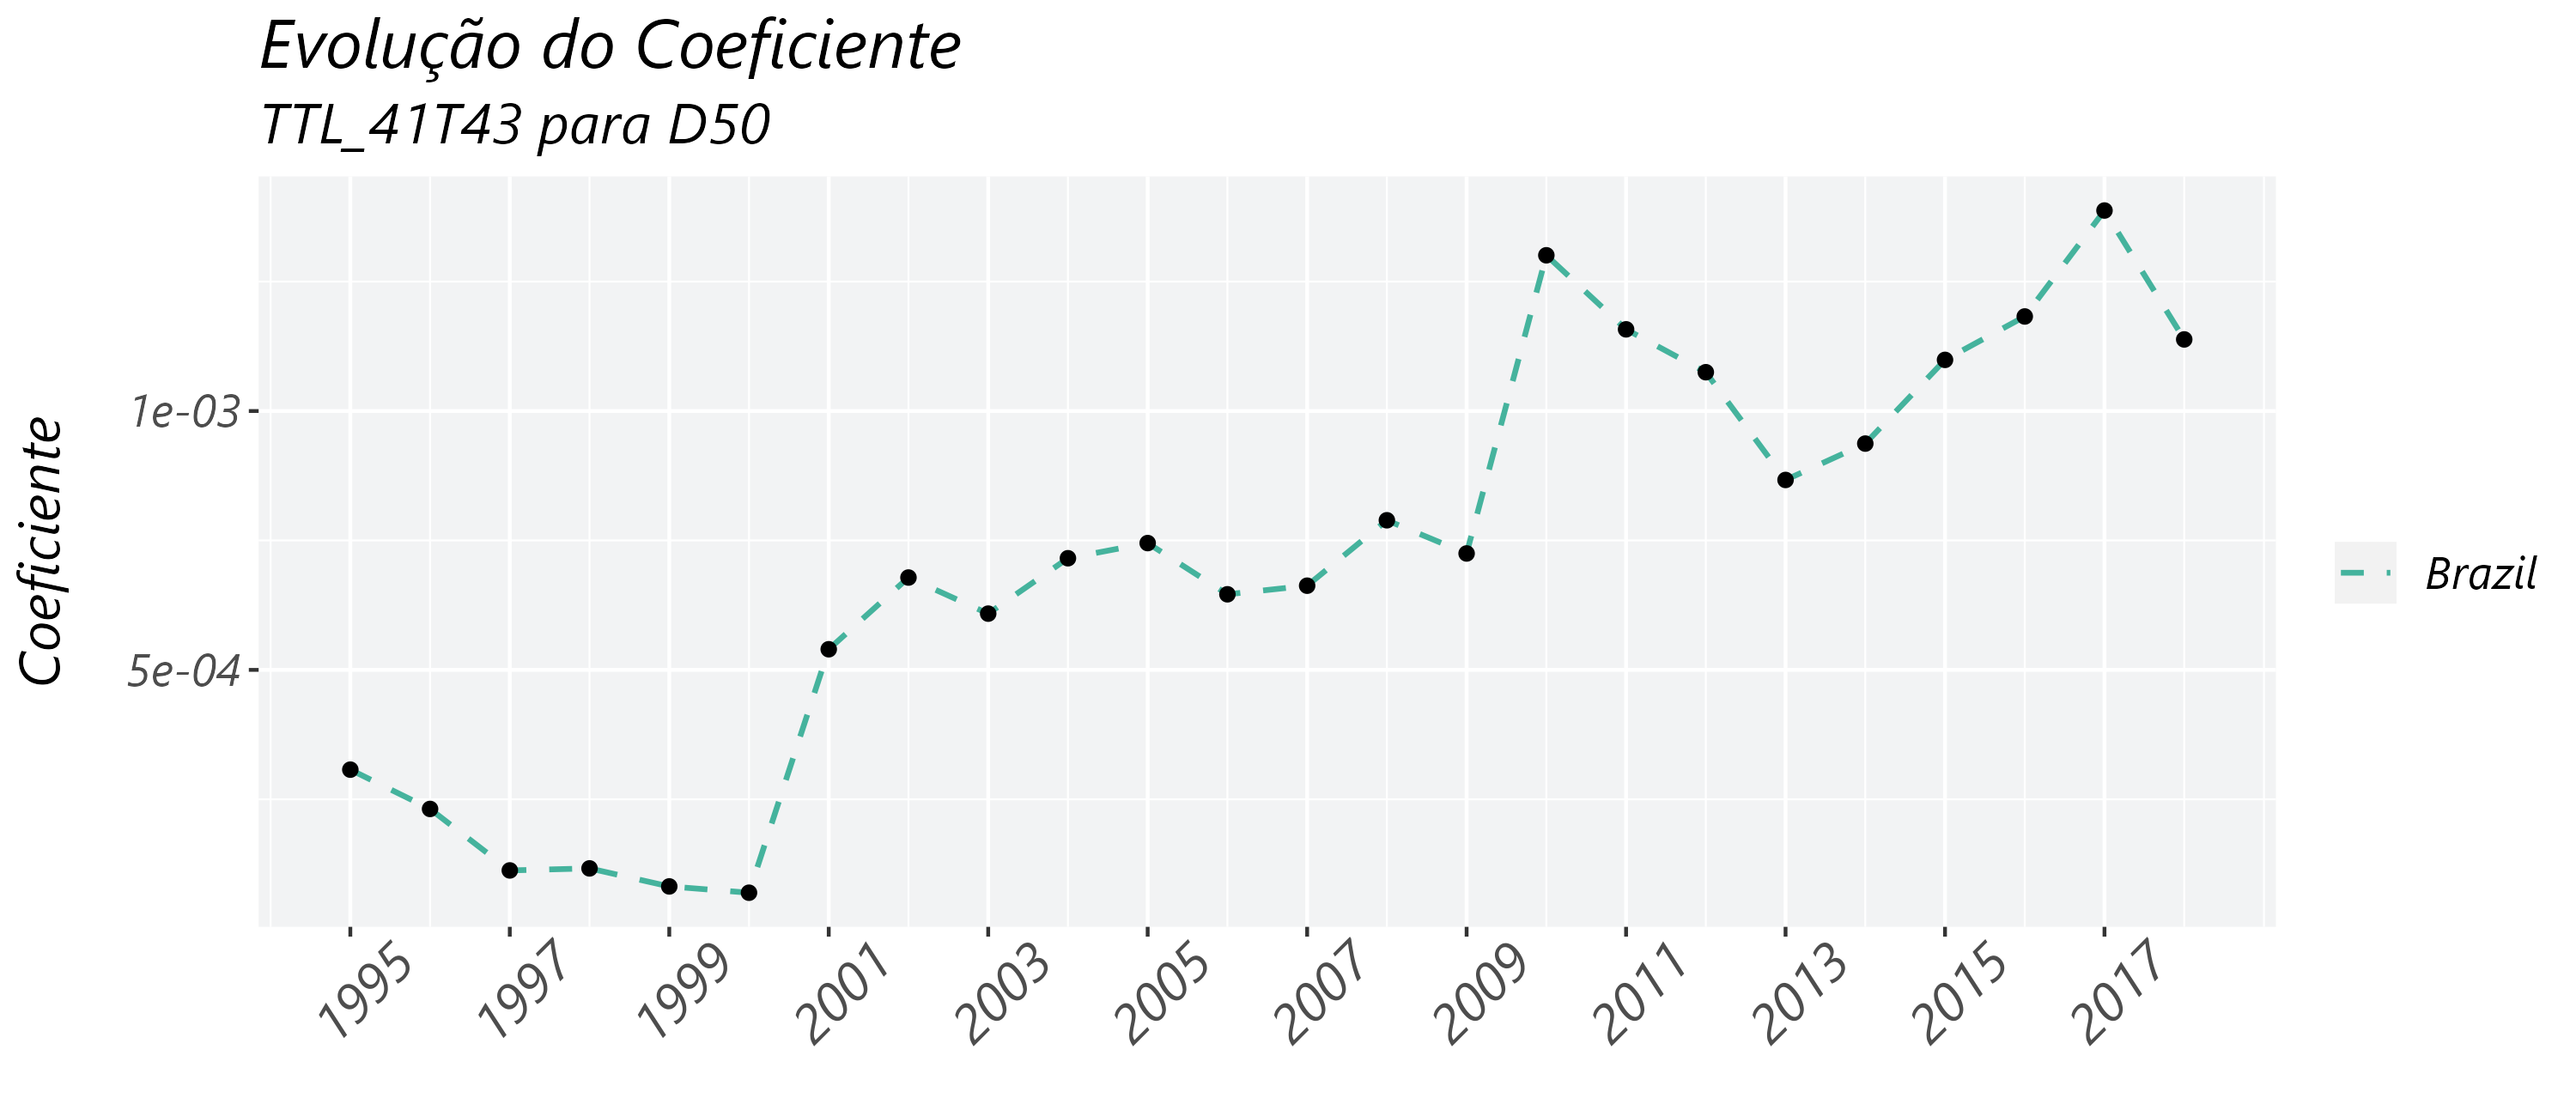 Evolução do Coeficiente
TTL_41T43 para D50
Coeficiente
1e-03
5e-04
1995
1997
1999
2001
2003
2005
2007
2009
2011
2013
2015
2017
Brazil